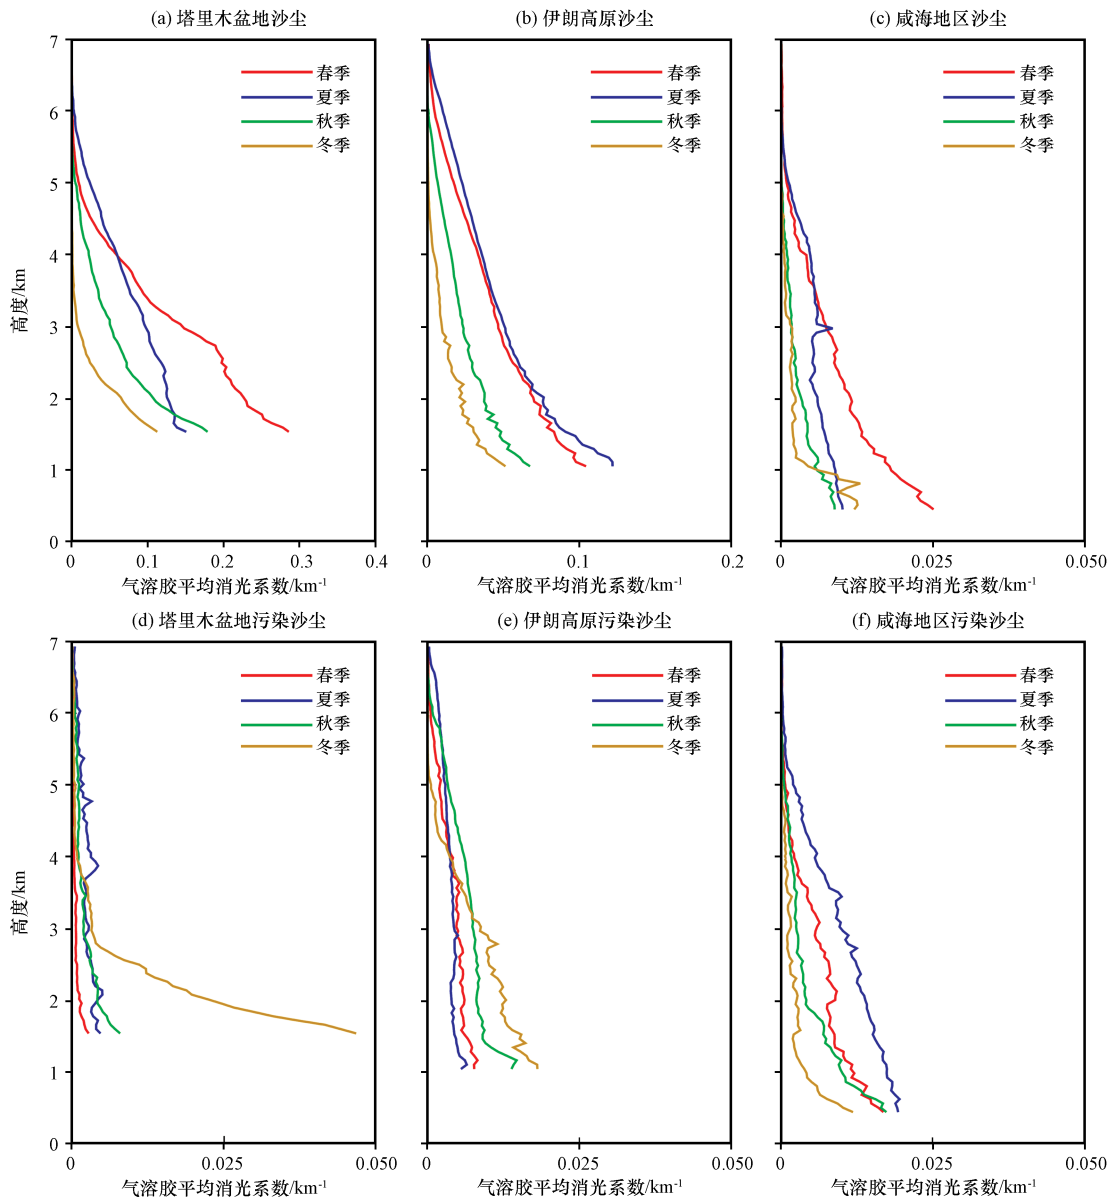 (a) 塔里木盆地沙尘
(b) 伊朗高原沙尘
(c) 咸海地区沙尘
7
6
5
4
3
2
1
0
高度/km
春季
夏季
秋季
冬季
春季
夏季
秋季
冬季
春季
夏季
秋季
冬季
0 0.1 0.2 0.3 0.4
0 0.1 0.2
0 0.025 0.050
气溶胶平均消光系数/km⁻¹
气溶胶平均消光系数/km⁻¹
气溶胶平均消光系数/km⁻¹
(d) 塔里木盆地污染沙尘
(e) 伊朗高原污染沙尘
(f) 咸海地区污染沙尘
7
6
5
4
3
2
1
0
高度/km
春季
夏季
秋季
冬季
春季
夏季
秋季
冬季
春季
夏季
秋季
冬季
0 0.025 0.050
0 0.025 0.050
0 0.025 0.050
气溶胶平均消光系数/km⁻¹
气溶胶平均消光系数/km⁻¹
气溶胶平均消光系数/km⁻¹